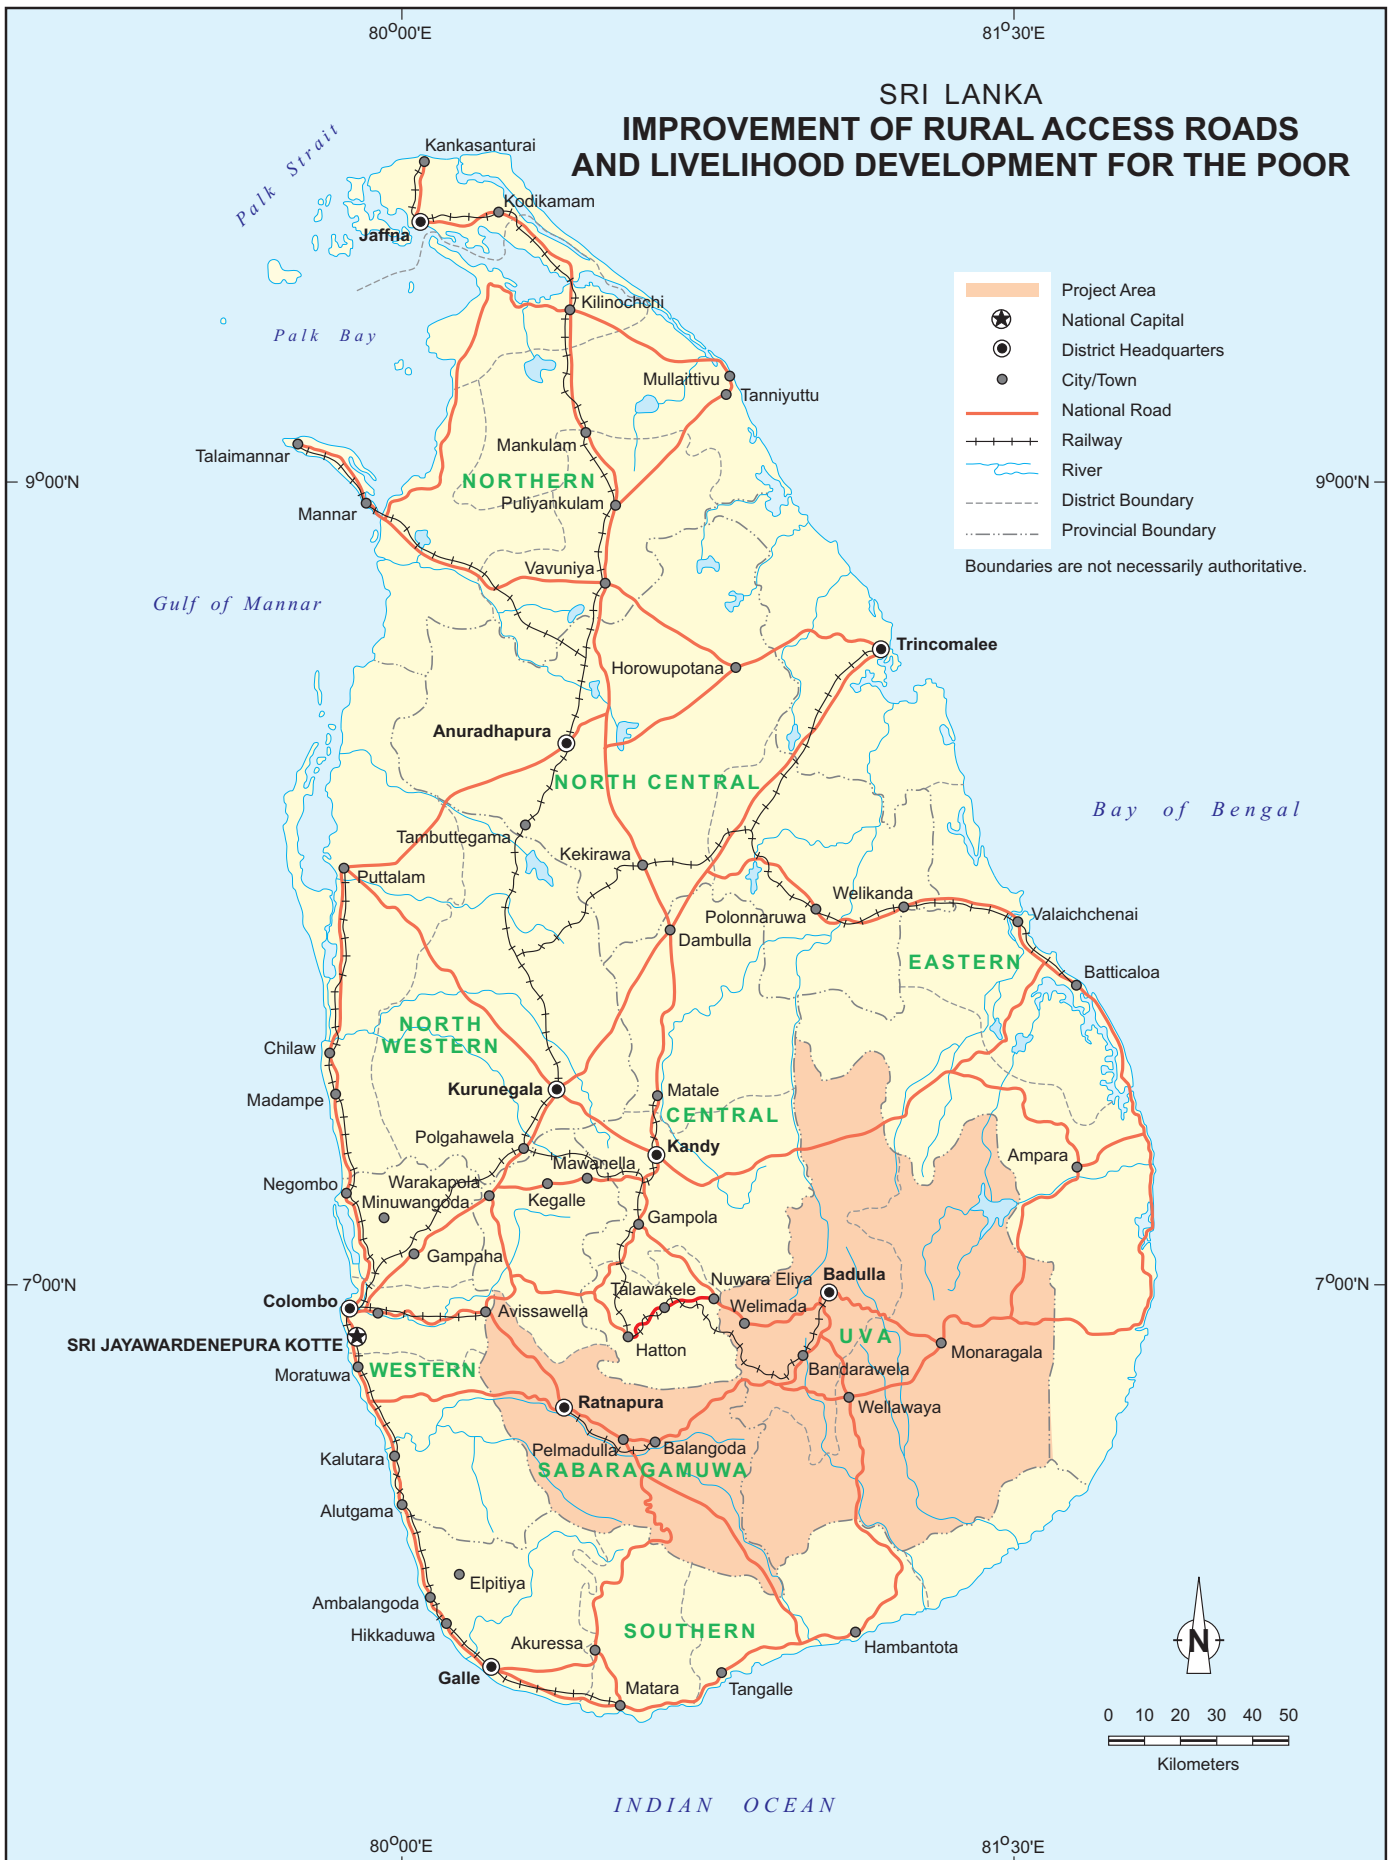 80°00'E
81°30'E
SRI LANKA
IMPROVEMENT OF RURAL ACCESS ROADS
AND LIVELIHOOD DEVELOPMENT FOR THE POOR
Palk Strait
Kankasanturai
Kodikamam
Jaffna
Project Area
National Capital
District Headquarters
City/Town
National Road
Railway
River
District Boundary
Provincial Boundary
Boundaries are not necessarily authoritative.
Kilinochchi
Palk Bay
Mullaittivu
Tanniyuttu
Mankulam
Talaimannar
NORTHERN
9°00'N
9°00'N
Puliyankulam
Mannar
Vavuniya
Gulf of Mannar
Trincomalee
Horowupotana
Anuradhapura
NORTH CENTRAL
Bay of Bengal
Tambuttegama
Kekirawa
Puttalam
Welikanda
Polonnaruwa
Valaichchenai
Dambulla
EASTERN
Batticaloa
NORTH
WESTERN
Chilaw
Kurunegala
Matale
Madampe
CENTRAL
Polgahawela
Kandy
Mawanella
Ampara
Warakapola
Negombo
Minuwangoda
Kegalle
Gampola
Gampaha
7°00'N
7°00'N
Nuwara Eliya
Badulla
Talawakele
Colombo
Avissawella
Welimada
UVA
SRI JAYAWARDENEPURA KOTTE
Hatton
Monaragala
Moratuwa
WESTERN
Bandarawela
Ratnapura
Wellawaya
Pelmadulla
Balangoda
Kalutara
SABARAGAMUWA
Alutgama
Elpitiya
Ambalangoda
Hikkaduwa
SOUTHERN
Akuressa
Hambantota
N
Galle
Matara
Tangalle
0 10 20 30 40 50
Kilometers
INDIAN OCEAN
80°00'E
81°30'E